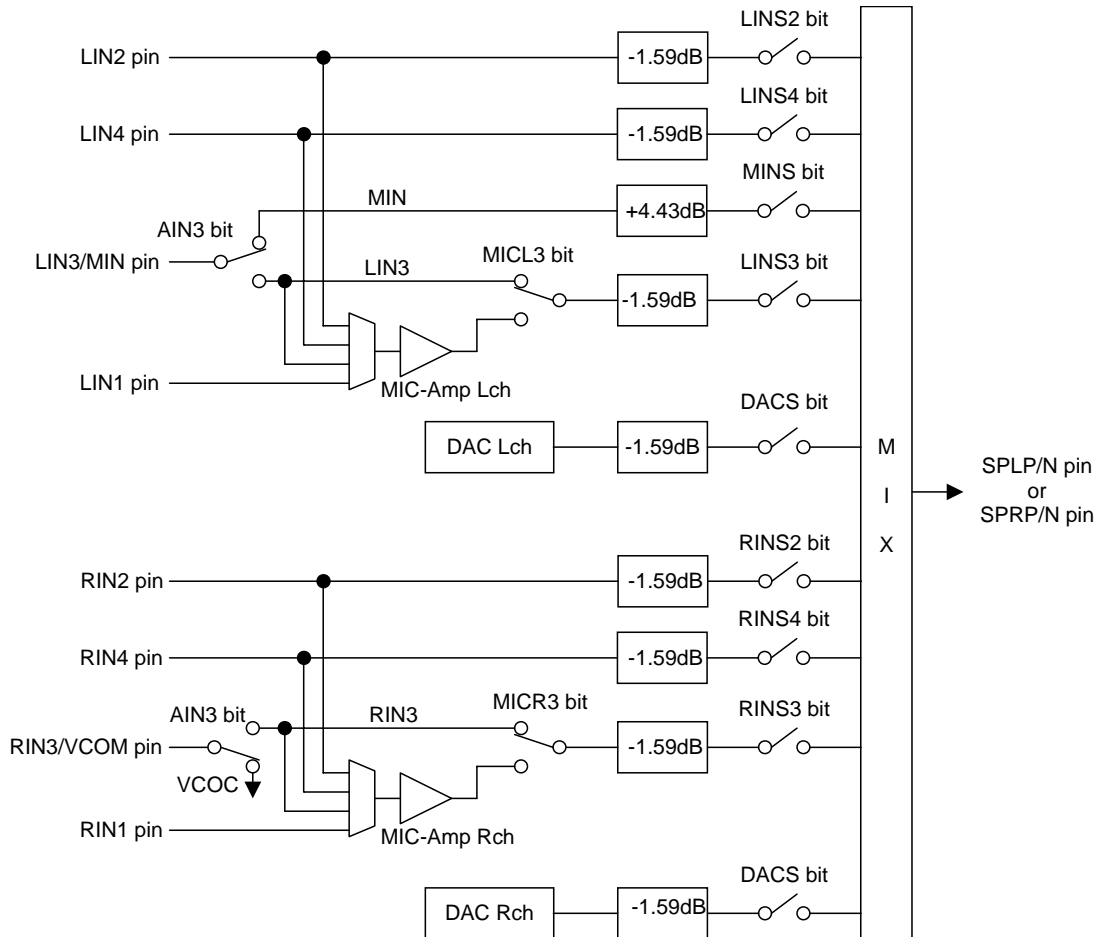 LINS2 bit
LIN2 pin
-1.59dB
LINS4 bit
LIN4 pin
-1.59dB
MINS bit
MIN
+4.43dB
AIN3 bit
LIN3/MIN pin
LIN3
MICL3 bit
-1.59dB
LINS3 bit
LIN1 pin
MIC-Amp Lch
DACS bit
DAC Lch
-1.59dB
M
I
X
SPLP/N pin
or
SPRP/N pin
RINS2 bit
RIN2 pin
-1.59dB
RINS4 bit
RIN4 pin
-1.59dB
AIN3 bit
RIN3
MICR3 bit
RINS3 bit
RIN3/VCOM pin
-1.59dB
VCOC
RIN1 pin
MIC-Amp Rch
DACS bit
DAC Rch
-1.59dB